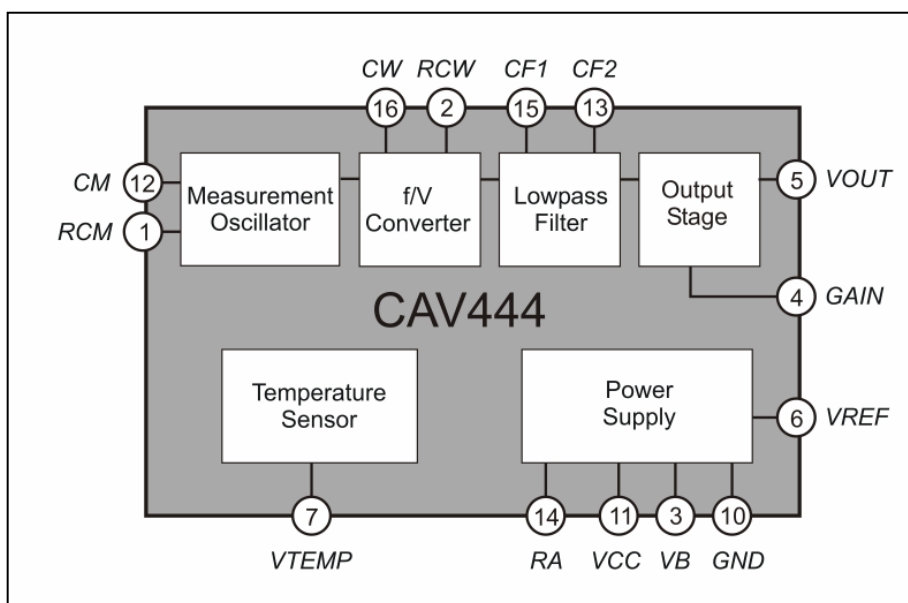 CW RCW CF1 CF2
16 2 15 13
CM 12
RCM 1
Measurement
Oscillator
f/V
Converter
Lowpass
Filter
Output
Stage
5 VOUT
4 GAIN
CAV444
Temperature
Sensor
Power
Supply
6 VREF
7 14 11 3 10
VTEMP RA VCC VB GND